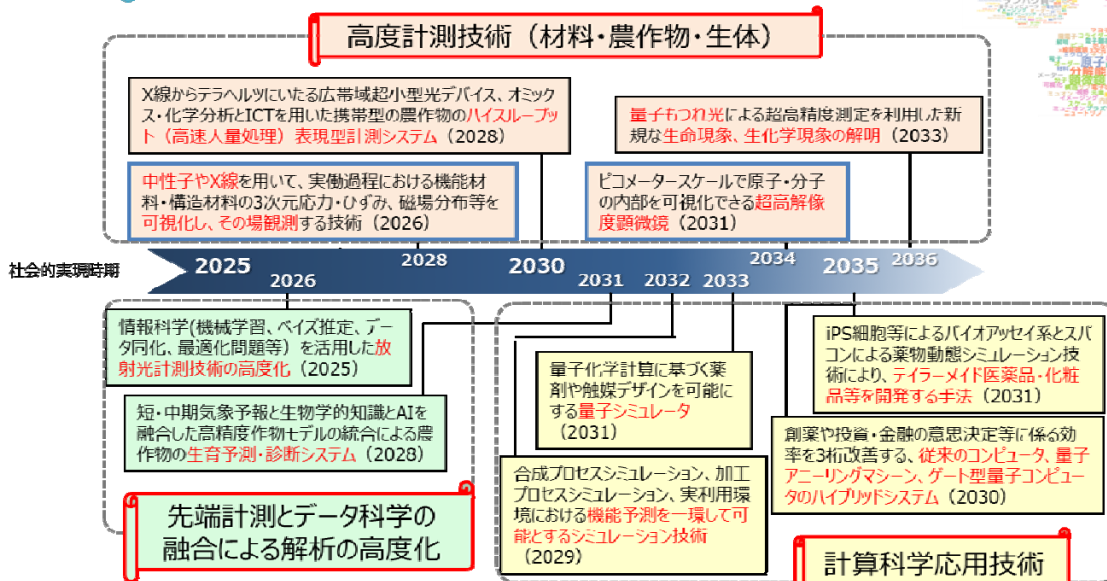 高度計測技術（材料・農作物・生体）
X線からテラヘルツにいたる広帯域超小型光デバイス、オミック
ス・化学分析とICTを用いた携帯型の農作物のハイスループッ
ト（高速大量処理）表現型計測システム（2028）
量子もつれ光による超高精度測定を利用した新
規な生命現象、生化学現象の解明（2033）
中性子やX線を用いて、実働過程における機能材
料・構造材料の3次元応力・ひずみ、磁場分布等を
可視化し、その場観測する技術（2026）
ピコメータースケールで原子・分子
の内部を可視化できる超高解像
度顕微鏡（2031）
社会的実現時期
2025
2026
2028
2030
2031
2032
2033
2034
2035
2036
情報科学(機械学習、ベイズ推定、デー
タ同化、最適化問題等）を活用した放
射光計測技術の高度化（2025）
短・中期気象予報と生物学的知識とAIを
融合した高精度作物モデルの統合による農
作物の生育予測・診断システム（2028）
先端計測とデータ科学の
融合による解析の高度化
量子化学計算に基づく薬
剤や触媒デザインを可能に
する量子シミュレータ
（2031）
合成プロセスシミュレーション、加工
プロセスシミュレーション、実利用環
境における機能予測を一環して可
能とするシミュレーション技術
（2029）
iPS細胞等によるバイオアッセイ系とスパ
コンによる薬物動態シミュレーション技
術により、テイラーメイド医薬品・化粧
品等を開発する手法（2031）
創薬や投資・金融の意思決定等に係る効
率を3桁改善する、従来のコンピュータ、量子
アニーリングマシーン、ゲート型量子コンピュー
タのハイブリッドシステム（2030）
計算科学応用技術